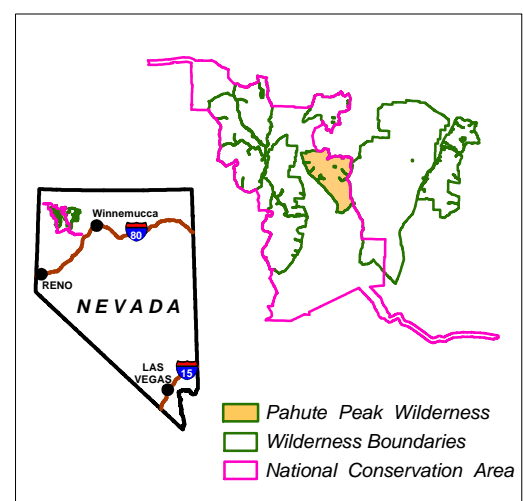 Winnemucca
80
RENO
NEVADA
LAS
VEGAS
15
Pahute Peak Wilderness
Wilderness Boundaries
National Conservation Area